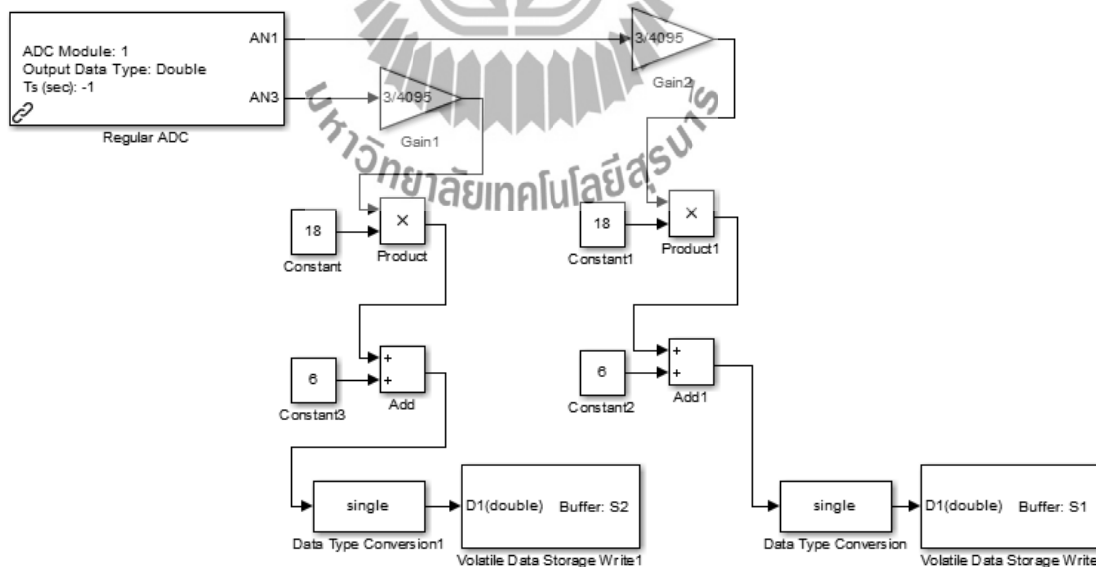 ADC Module: 1
Output Data Type: Double
Ts (sec): -1
AN1
AN3
Regular ADC
3/4095
Gain1
3/4095
Gain2
มหาวิทยาลัยเทคโนโลยีสุรนารี
18
Constant
×
Product
18
Constant1
×
Product1
6
Constant3
+
+
Add
6
Constant2
+
+
Add1
single
Data Type Conversion1
D1(double) Buffer: S2
Volatile Data Storage Write1
single
Data Type Conversion
D1(double) Buffer: S1
Volatile Data Storage Write